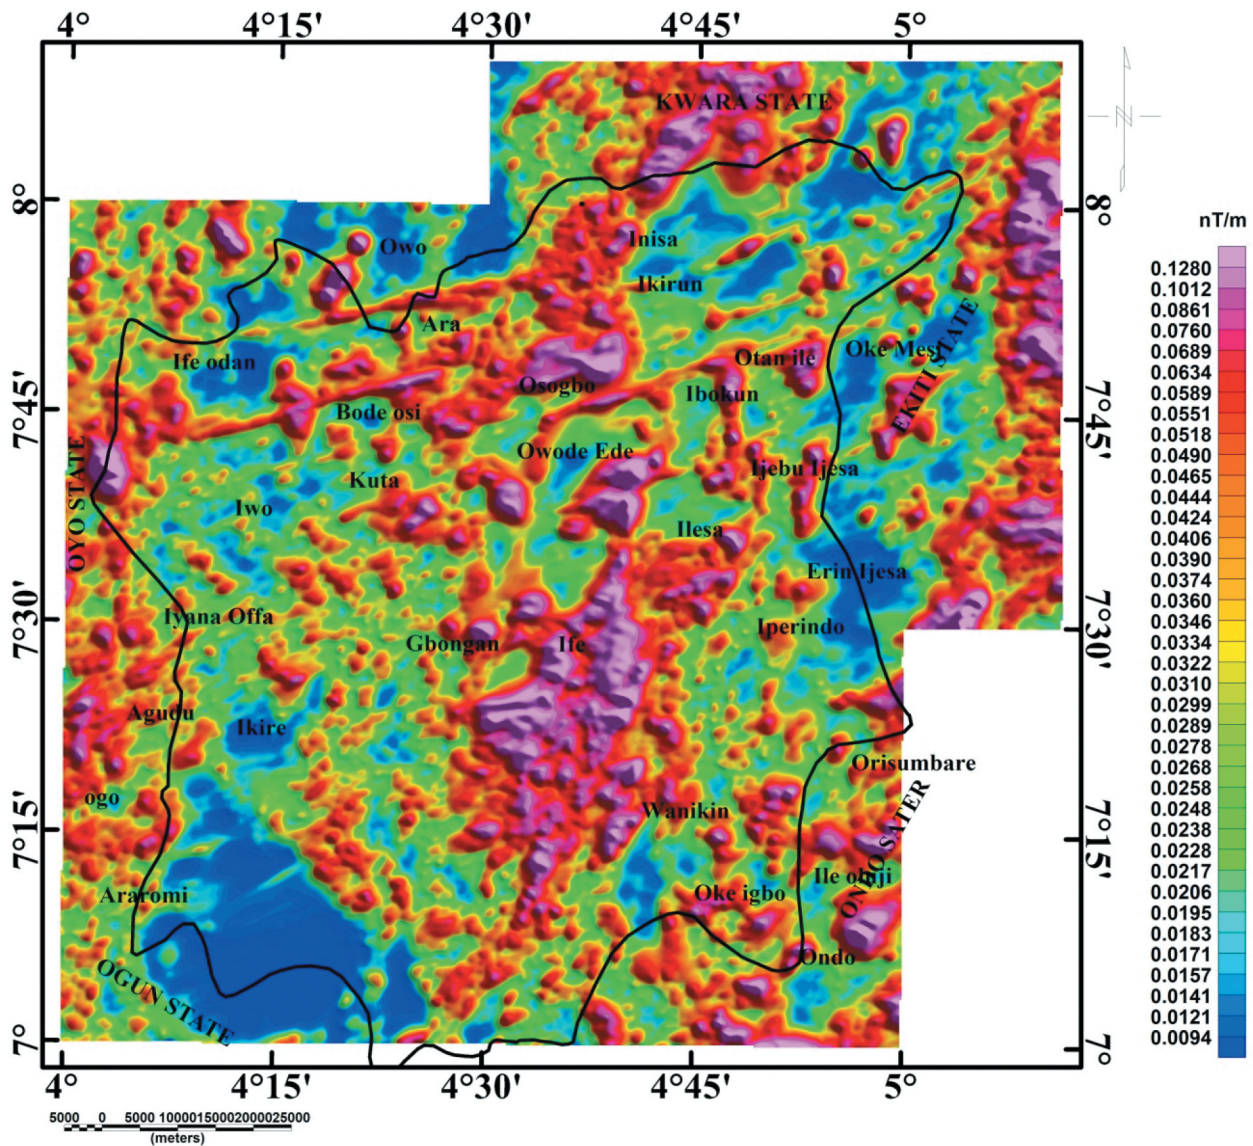 4° 4°15' 4°30' 4°45' 5°
KWARA STATE
N
8°
8°
nT/m
Owo
Inisa
Ikirun
Ara
Ife odan
Otan ile
Oke Mesi
EKITI STATE
Osogbo
Ibokun
Bode osi
7°45'
7°45'
Owode Ede
Ijebu Ijesa
OYO STATE
Kuta
Iwo
Ilesa
Erin Ijesa
7°30'
7°30'
Iyana Offa
Iperindo
Gbongan
Ife
Agudu
Ikire
Orisumbare
ogo
Wanikin
ONDO SATER
7°15'
7°15'
Ile oluji
Araromi
Oke igbo
Ondo
OGUN STATE
7°
7°
4° 4°15' 4°30' 4°45' 5°
5000 0 5000 10000 15000 20000 25000
(meters)
0.1280
0.1012
0.0861
0.0760
0.0689
0.0634
0.0589
0.0551
0.0518
0.0490
0.0465
0.0444
0.0424
0.0406
0.0390
0.0374
0.0360
0.0346
0.0334
0.0322
0.0310
0.0299
0.0289
0.0278
0.0268
0.0258
0.0248
0.0238
0.0228
0.0217
0.0206
0.0195
0.0183
0.0171
0.0157
0.0141
0.0121
0.0094